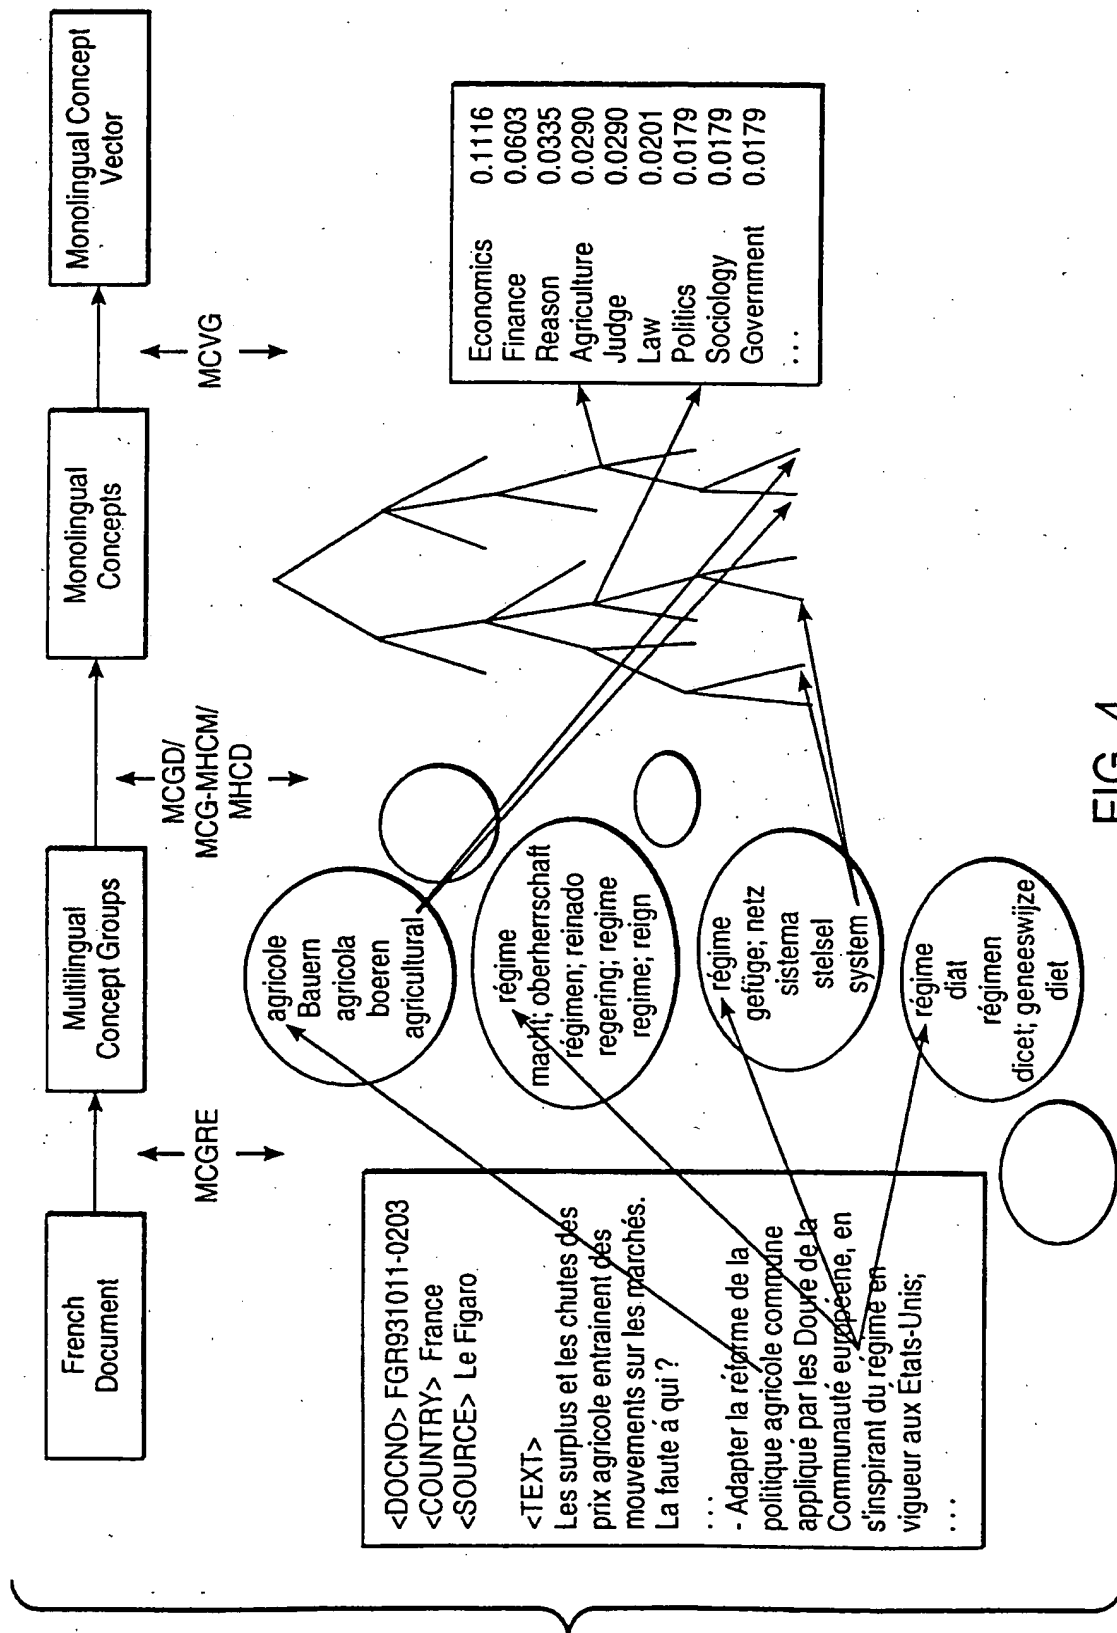 French
Document
Multilingual
Concept Groups
Monolingual
Concepts
Monolingual Concept
Vector
MCGRE
MCGD/
MCG-MHCM/
MHCD
MCVG
<DOCNO> FGR931011-0203
<COUNTRY> France
<SOURCE> Le Figaro
<TEXT>
Les surplus et les chutes des
prix agricole entrainent des
mouvements sur les marchés.
La faute á qui ?
...
- Adapter la réforme de la
politique agricole commune
appliqué par les Doure de la
Communauté européene, en
s'inspirant du régime en
vigueur aux Etats-Unis;
...
agricole
Bauern
agricola
boeren
agricultural
régime
macht; oberherrschaft
régimen; reinado
regering; regime
regime; reign
régime
gefüge; netz
sistema
stelsel
system
régime
diät
régimen
dicet; geneeswijze
diet
Economics 0.1116
Finance 0.0603
Reason 0.0335
Agriculture 0.0290
Judge 0.0290
Law 0.0201
Politics 0.0179
Sociology 0.0179
Government 0.0179
...
FIG. 4